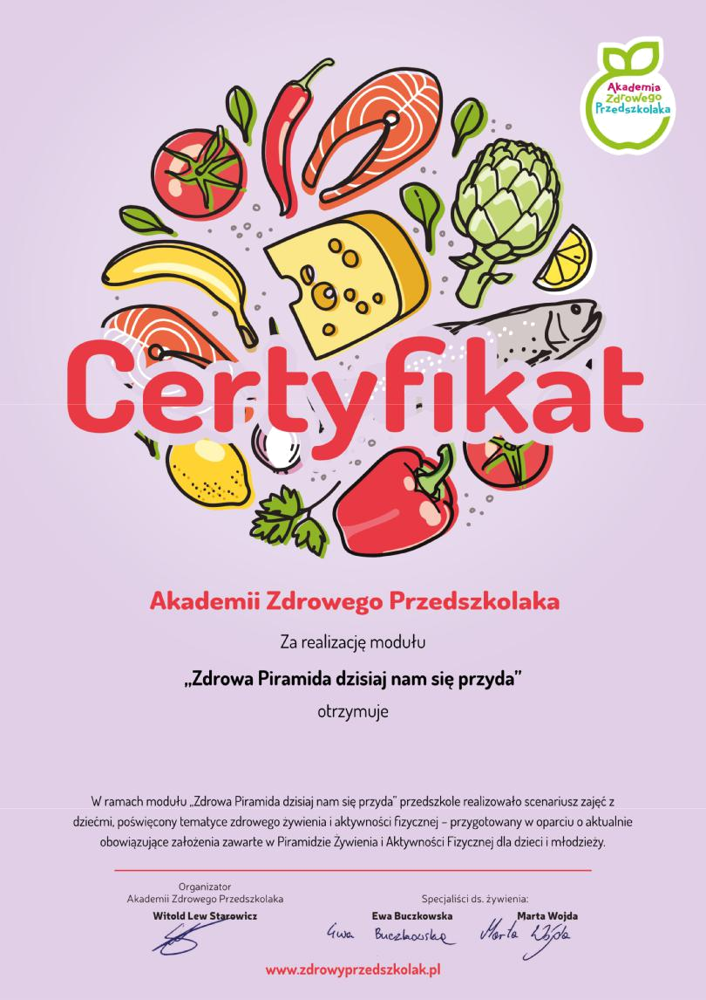 Akademia
Zdrowego
Przedszkolaka
Certyfikat
Akademii Zdrowego Przedszkolaka
Za realizację modułu
„Zdrowa Piramida dzisiaj nam się przyda”
otrzymuje
W ramach modułu „Zdrowa Piramida dzisiaj nam się przyda” przedszkole realizowało scenariusz zajęć z
dziećmi, poświęcony tematyce zdrowego żywienia i aktywności fizycznej – przygotowany w oparciu o aktualnie
obowiązujące założenia zawarte w Piramidzie Żywienia i Aktywności Fizycznej dla dzieci i młodzieży.
Organizator
Akademii Zdrowego Przedszkolaka
Witold Lew Starowicz
Specjaliści ds. żywienia:
Ewa Buczkowska Marta Wojda
Ewa Buczkowska Marta Wojda
www.zdrowyprzedszkolak.pl